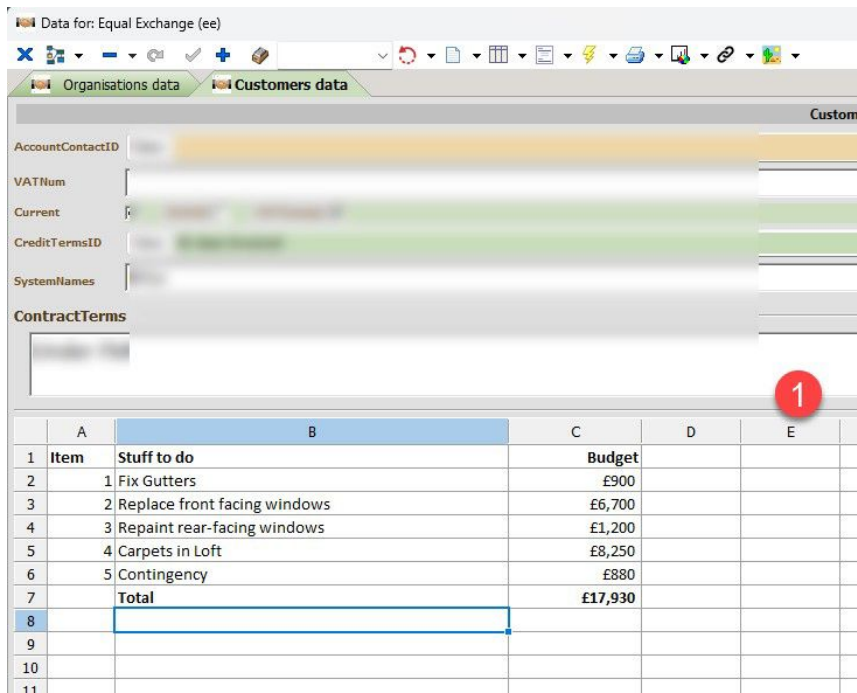 Data for: Equal Exchange (ee)
Organisations data Customers data
Custom
AccountContactID
VATNum
Current
CreditTermsID
SystemNames
ContractTerms
1
A B C D E
1 Item Stuff to do Budget
2 1 Fix Gutters £900
3 2 Replace front facing windows £6,700
4 3 Repaint rear-facing windows £1,200
5 4 Carpets in Loft £8,250
6 5 Contingency £880
7 Total £17,930
8
9
10
11